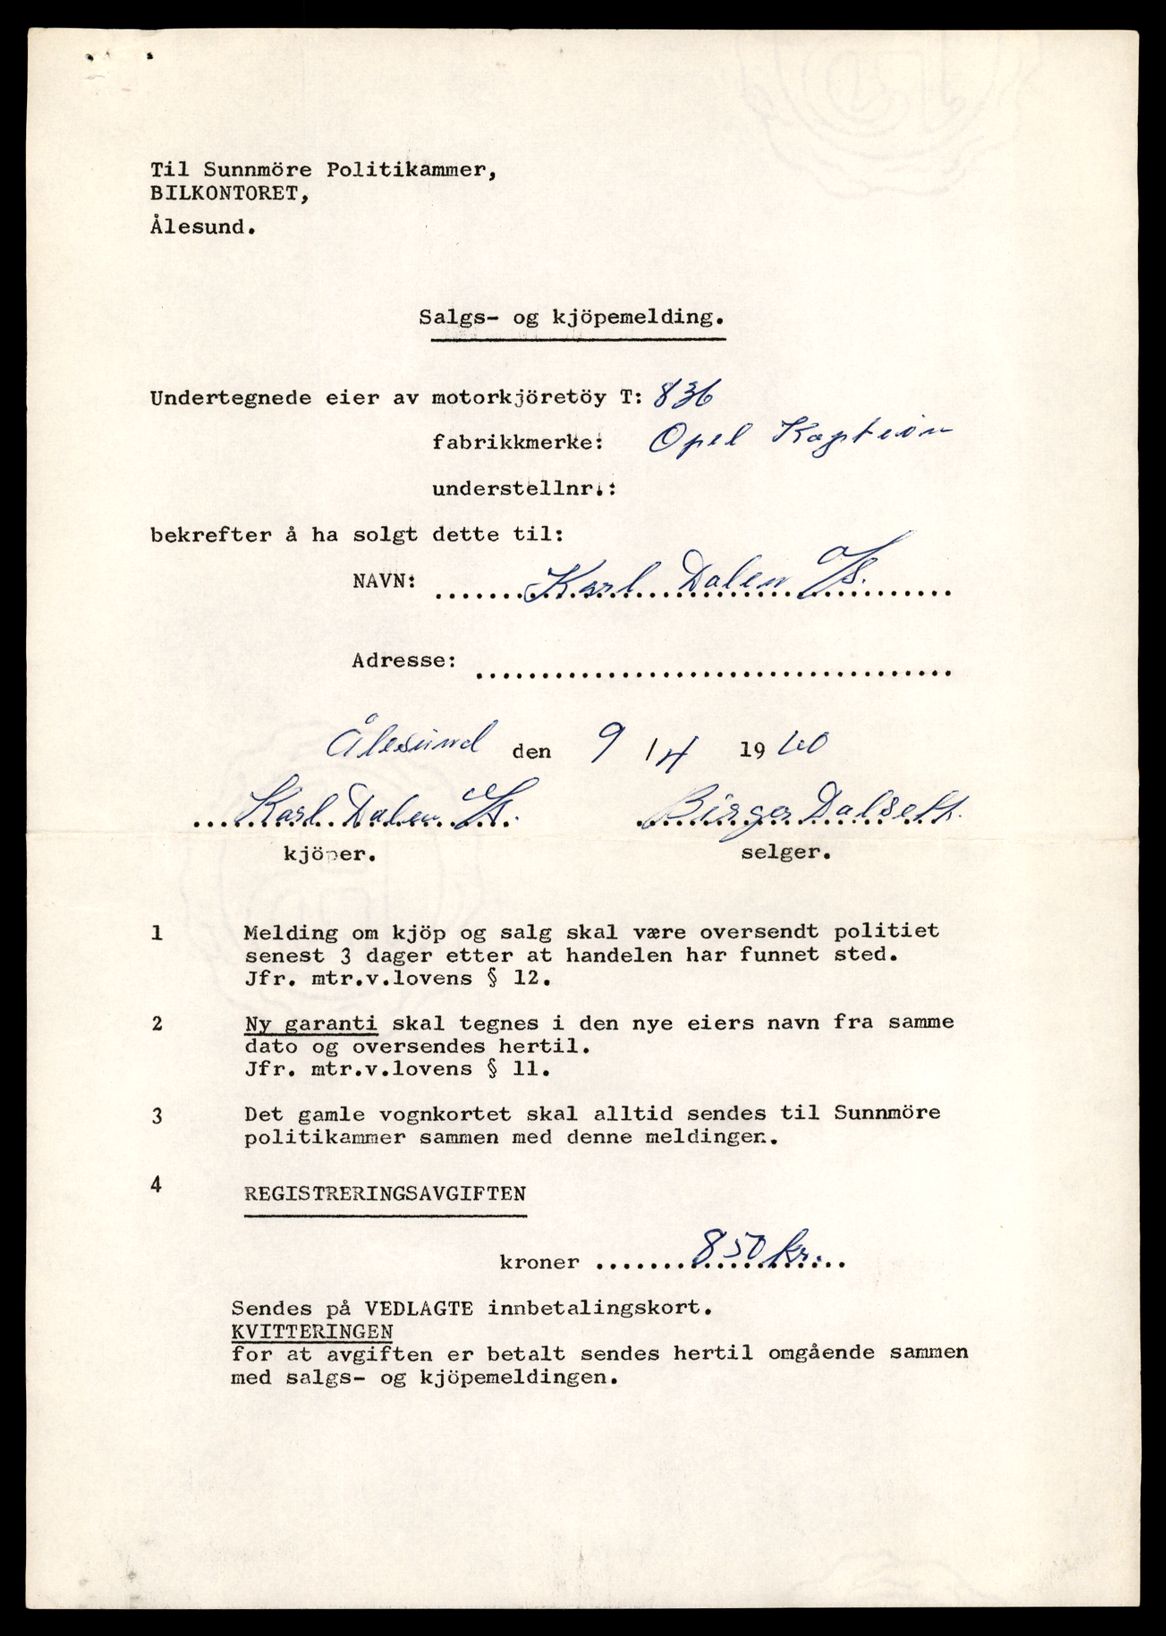 Til Sunnmöre Politikammer,
BILKONTORET,
Ålesund.
Salgs- og kjöpemelding.
Undertegnede eier av motorkjöretöy T: 836
fabrikkmerke: Opel Kaptein
understellnr.:
bekrefter å ha solgt dette til:
NAVN: Karl Dalen A/S.
Adresse:
Ålesund den 9/4 1960
Karl Dalen A/S. Birger Dalseth.
kjöper. selger.
1 Melding om kjöp og salg skal være oversendt politiet
senest 3 dager etter at handelen har funnet sted.
Jfr. mtr.v.lovens § 12.
2 Ny garanti skal tegnes i den nye eiers navn fra samme
dato og oversendes hertil.
Jfr. mtr.v.lovens § 11.
3 Det gamle vognkortet skal alltid sendes til Sunnmöre
politikammer sammen med denne meldingen.
4 REGISTRERINGSAVGIFTEN
kroner 850 kr.
Sendes på VEDLAGTE innbetalingskort.
KVITTERINGEN
for at avgiften er betalt sendes hertil omgående sammen
med salgs- og kjöpemeldingen.